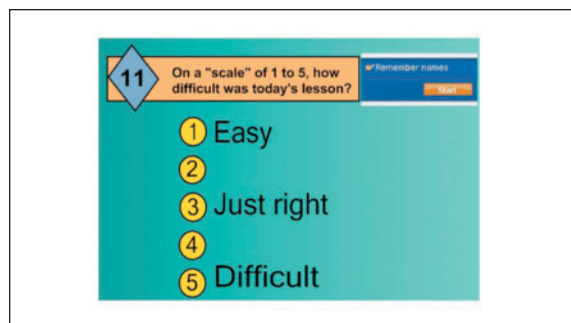 11
On a "scale" of 1 to 5, how
difficult was today's lesson?
Remember names
Start
1 Easy
2
3 Just right
4
5 Difficult